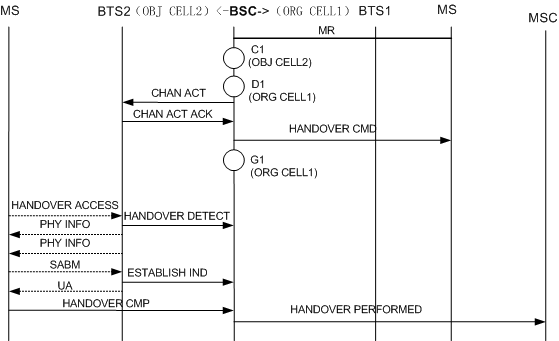 MS BTS2 (OBJ CELL2) <-BSC-> (ORG CELL1) BTS1 MS MSC
MR
C1
(OBJ CELL2)
D1
(ORG CELL1)
CHAN ACT
CHAN ACT ACK
HANDOVER CMD
G1
(ORG CELL1)
HANDOVER ACCESS
HANDOVER DETECT
PHY INFO
PHY INFO
SABM
ESTABLISH IND
UA
HANDOVER CMP
HANDOVER PERFORMED